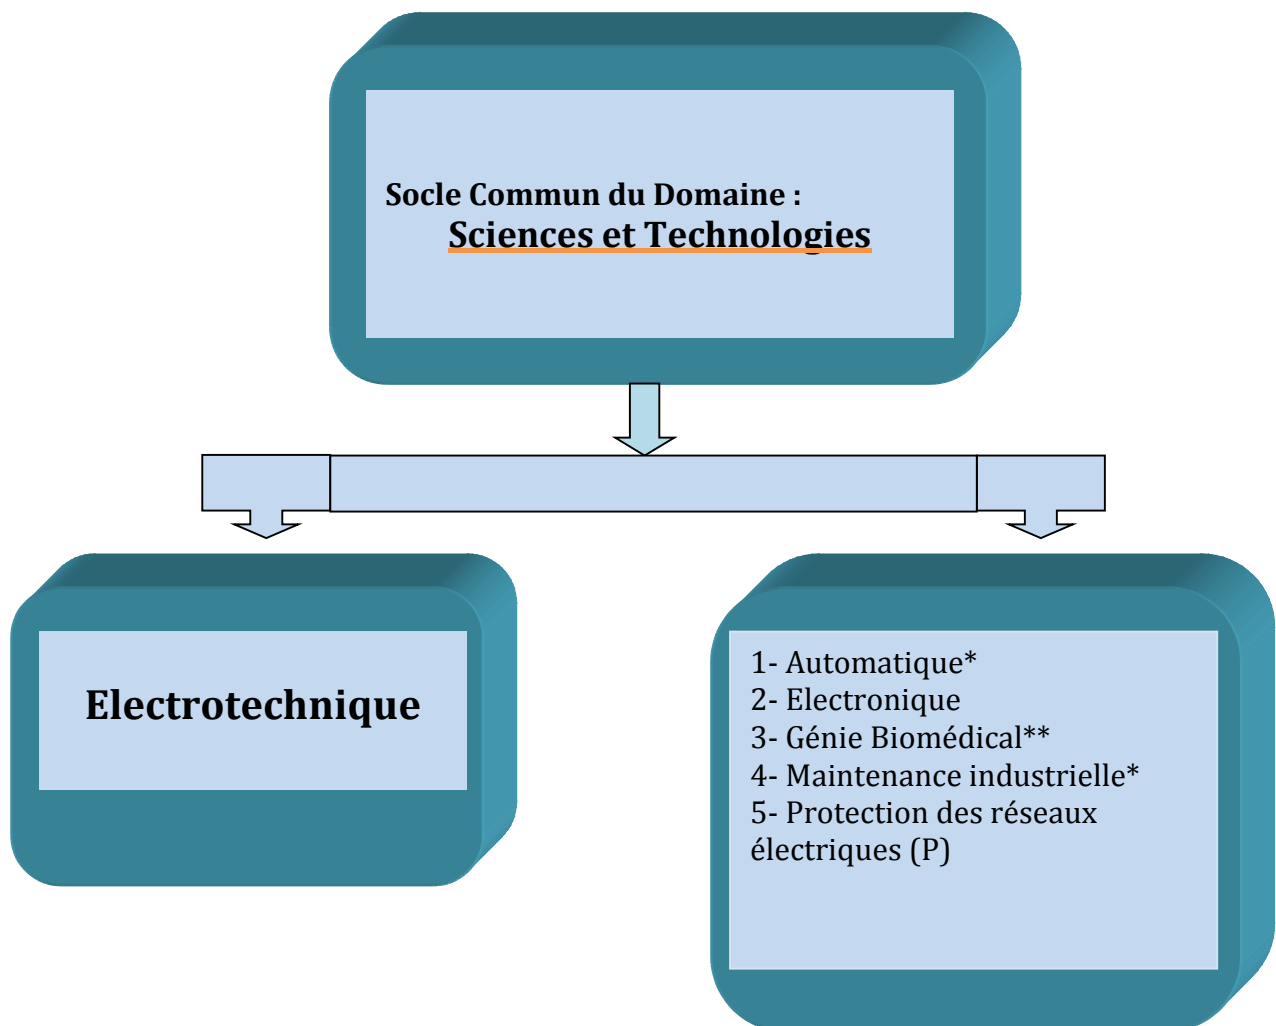 Socle Commun du Domaine :
Sciences et Technologies
Electrotechnique
1- Automatique*
2- Electronique
3- Génie Biomédical**
4- Maintenance industrielle*
5- Protection des réseaux
électriques (P)